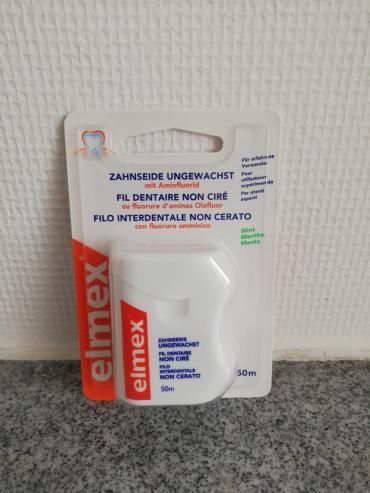 ZAHNSEIDE UNGEWACHST
mit Aminfluorid
FIL DENTAIRE NON CIRÉ
au fluorure d'amines Olafluor
FILO INTERDENTALE NON CERATO
con fluoruro amminico
Für erfahrene
Verwender
Pour
utilisateurs
expérimentés
Per utenti
esperti
Mint
Menthe
Menta
elmex
elmex
ZAHNSEIDE
UNGEWACHST
FIL DENTAIRE
NON CIRÉ
FILO
INTERDENTALE
NON CERATO
50m
50m